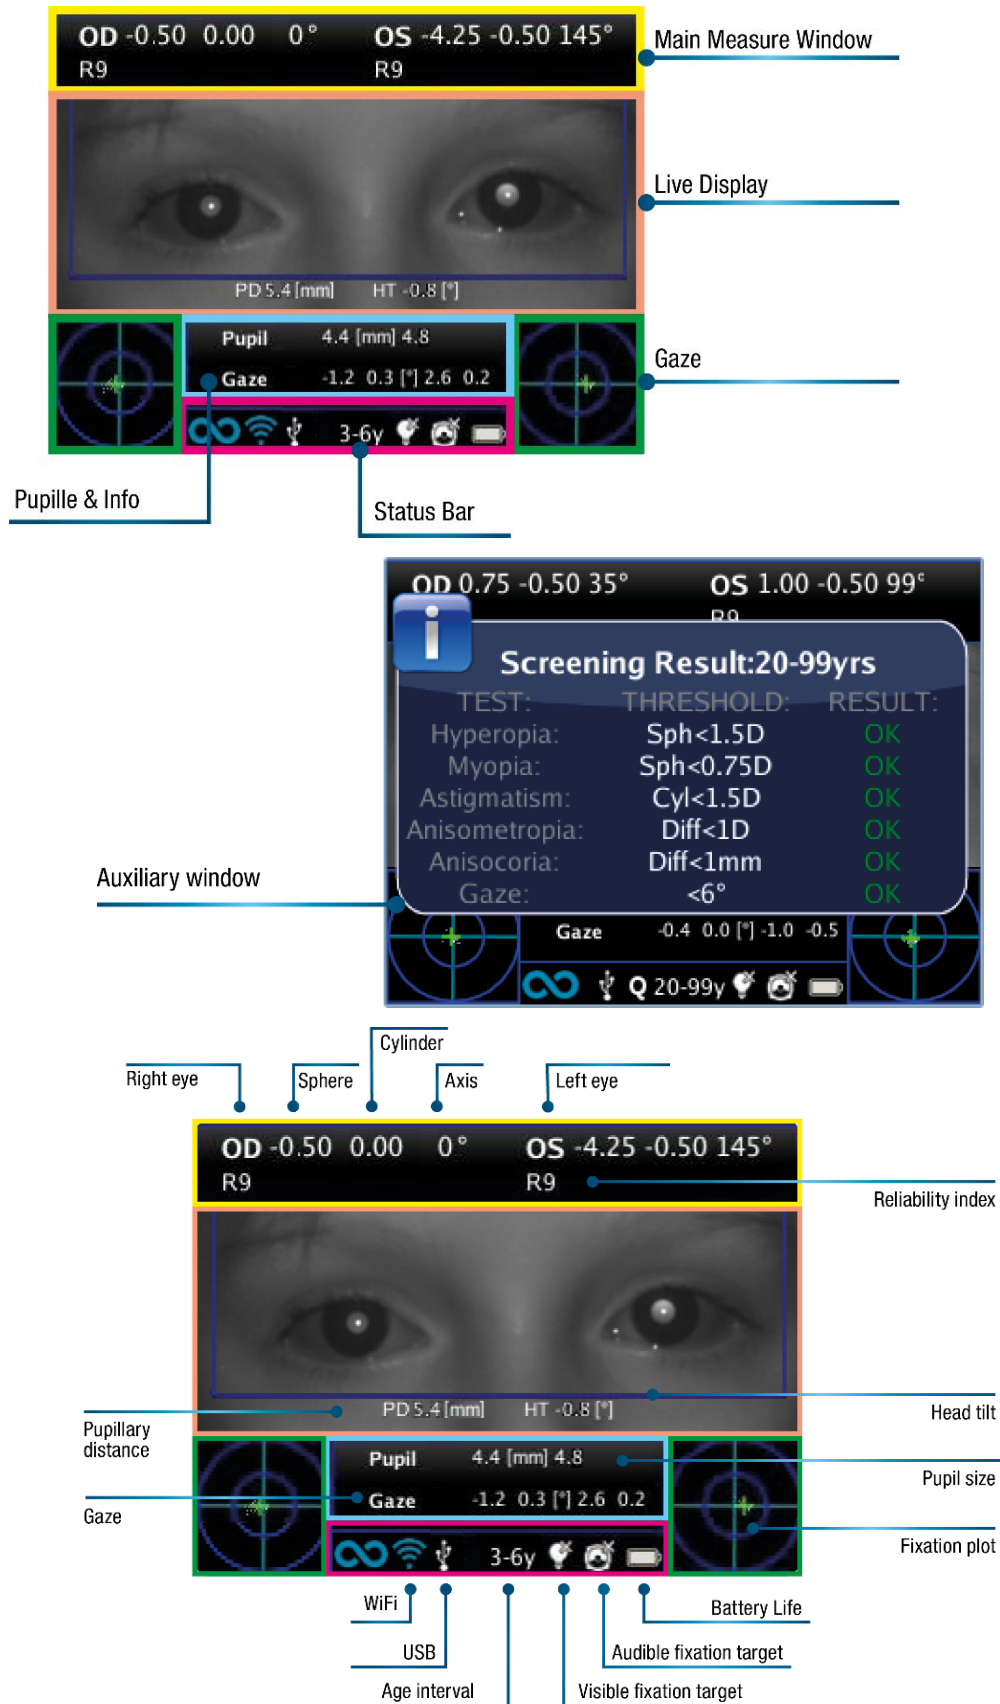 OD -0.50 0.00 0° OS -4.25 -0.50 145°
R9 R9
Main Measure Window
Live Display
PD 5.4 [mm] HT -0.8 [°]
Pupil 4.4 [mm] 4.8
Gaze -1.2 0.3 [°] 2.6 0.2
Gaze
3-6y
Pupille & Info
Status Bar
OD 0.75 -0.50 35° OS 1.00 -0.50 99°
R9
i
Screening Result:20-99yrs
TEST: THRESHOLD: RESULT:
Hyperopia: Sph<1.5D OK
Myopia: Sph<0.75D OK
Astigmatism: Cyl<1.5D OK
Anisometropia: Diff<1D OK
Anisocoria: Diff<1mm OK
Gaze: <6° OK
Auxiliary window
Gaze -0.4 0.0 [°] -1.0 -0.5
Q 20-99y
Cylinder
Right eye Sphere Axis Left eye
OD -0.50 0.00 0° OS -4.25 -0.50 145°
R9 R9
Reliability index
PD 5.4 [mm] HT -0.8 [°]
Head tilt
Pupillary
distance
Pupil 4.4 [mm] 4.8
Pupil size
Gaze -1.2 0.3 [°] 2.6 0.2
Gaze
Fixation plot
3-6y
WiFi Battery Life
USB Audible fixation target
Age interval Visible fixation target